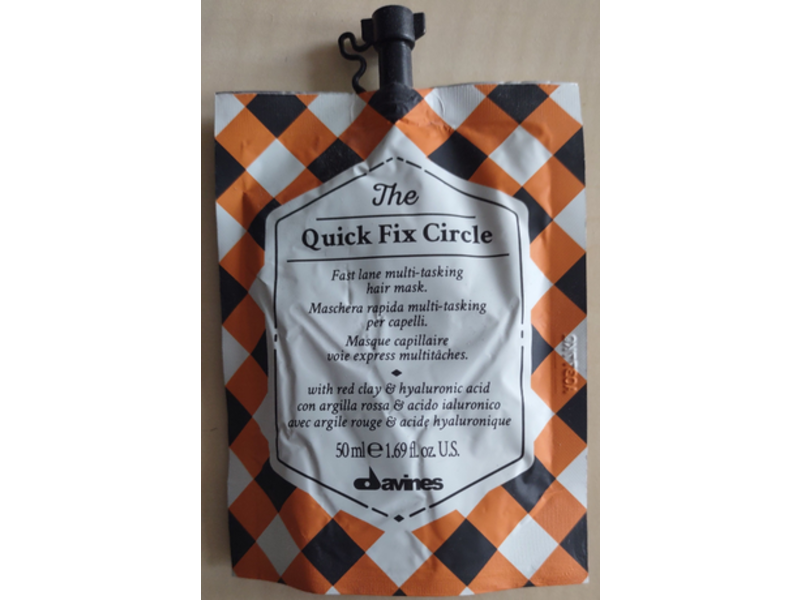 The
Quick Fix Circle
Fast lane multi-tasking
hair mask.
Maschera rapida multi-tasking
per capelli.
Masque capillaire
voie express multitâches.
with red clay & hyaluronic acid
con argilla rossa & acido ialuronico
avec argile rouge & acide hyaluronique
50 ml ℮ 1.69 fl. oz. U.S.
davines